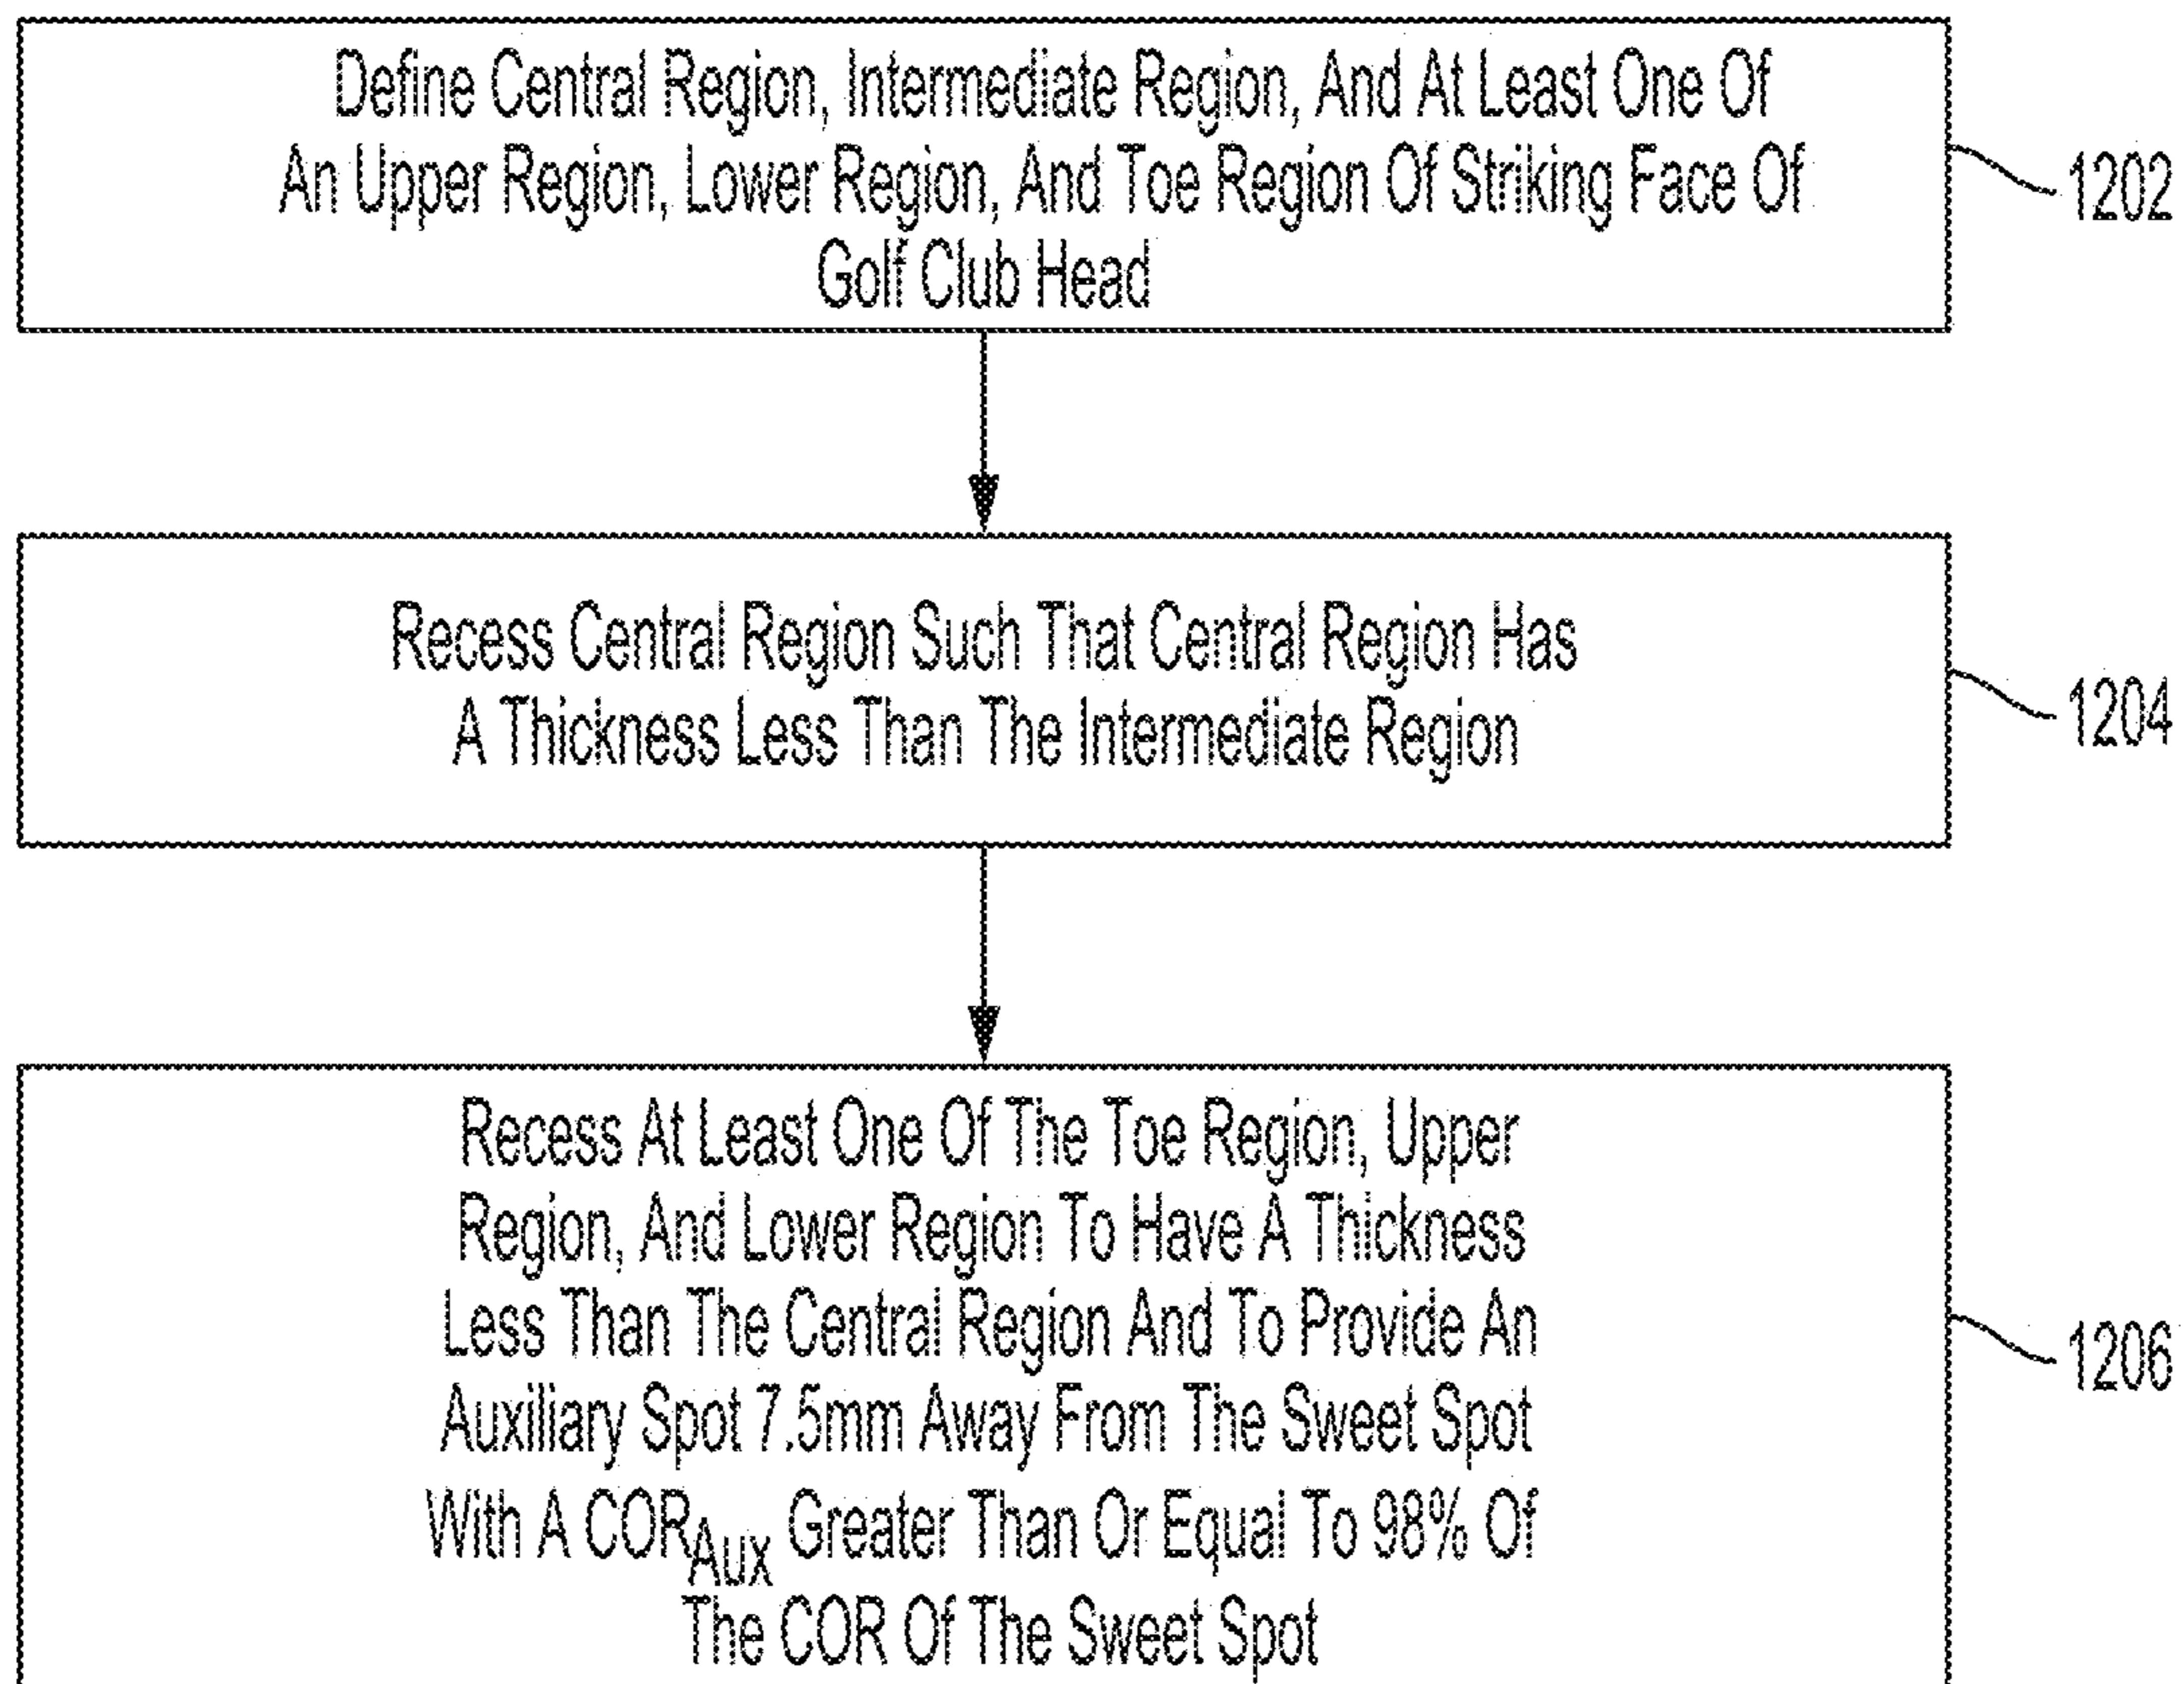 Define Central Region, Intermediate Region, And At Least One Of
An Upper Region, Lower Region, And Toe Region Of Striking Face Of
Golf Club Head
1202
Recess Central Region Such That Central Region Has
A Thickness Less Than The Intermediate Region
1204
Recess At Least One Of The Toe Region, Upper
Region, And Lower Region To Have A Thickness
Less Than The Central Region And To Provide An
Auxiliary Spot 7.5mm Away From The Sweet Spot
With A COR_Aux Greater Than Or Equal To 98% Of
The COR Of The Sweet Spot
1206